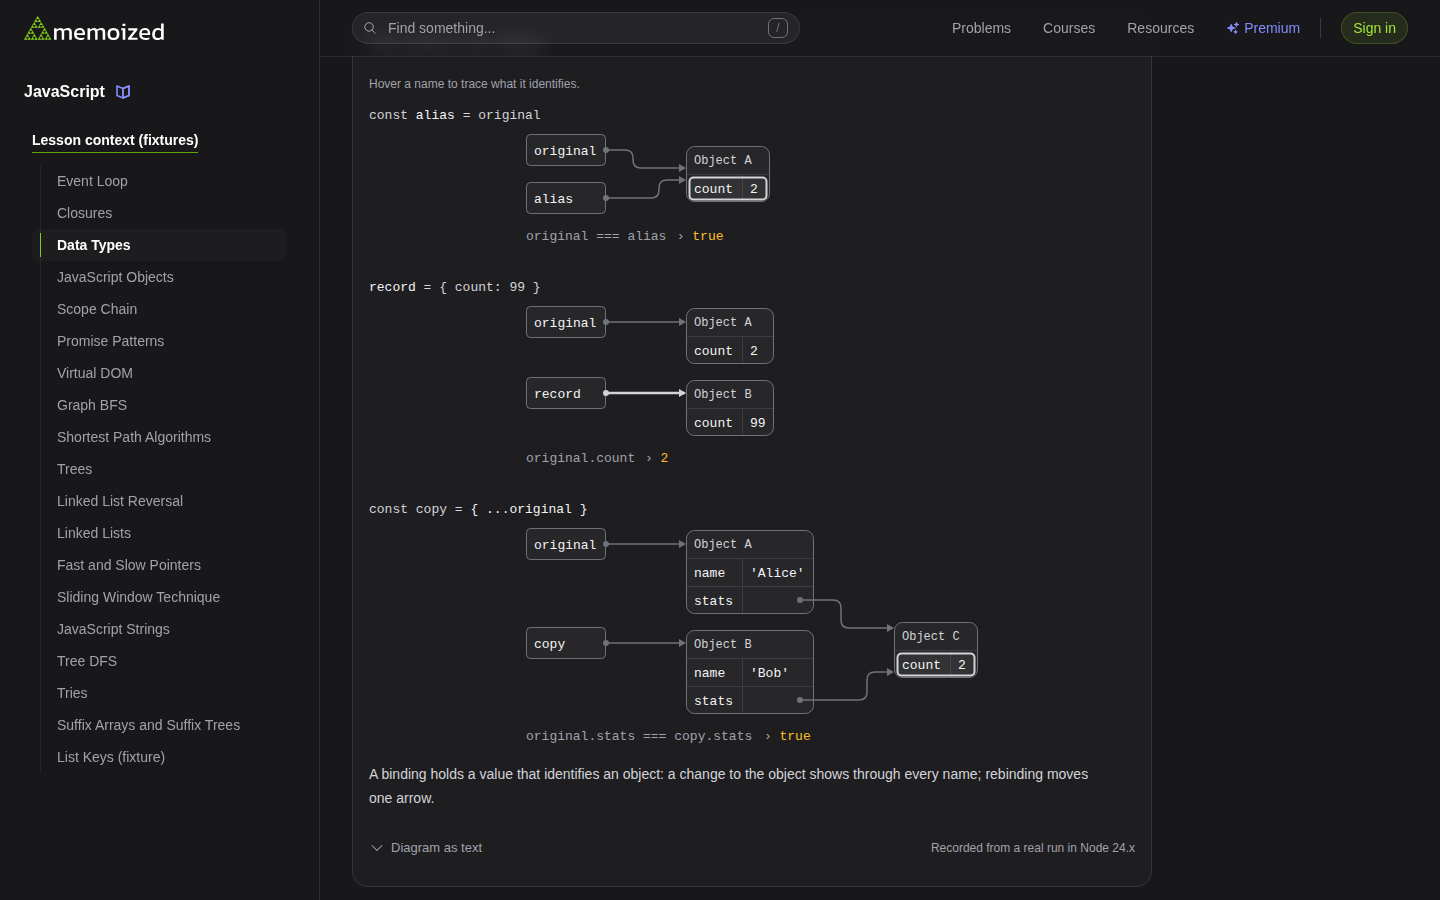 memoized
Find something...
/
Problems
Courses
Resources
Premium
Sign in
JavaScript
Lesson context (fixtures)
Event Loop
Closures
Data Types
JavaScript Objects
Scope Chain
Promise Patterns
Virtual DOM
Graph BFS
Shortest Path Algorithms
Trees
Linked List Reversal
Linked Lists
Fast and Slow Pointers
Sliding Window Technique
JavaScript Strings
Tree DFS
Tries
Suffix Arrays and Suffix Trees
List Keys (fixture)
Hover a name to trace what it identifies.
const alias = original
original
Object A
count 2
alias
original === alias › true
record = { count: 99 }
original
Object A
count 2
record
Object B
count 99
original.count › 2
const copy = { ...original }
original
Object A
name 'Alice'
stats
copy
Object B
name 'Bob'
stats
Object C
count 2
original.stats === copy.stats › true
A binding holds a value that identifies an object: a change to the object shows through every name; rebinding moves
one arrow.
Diagram as text
Recorded from a real run in Node 24.x